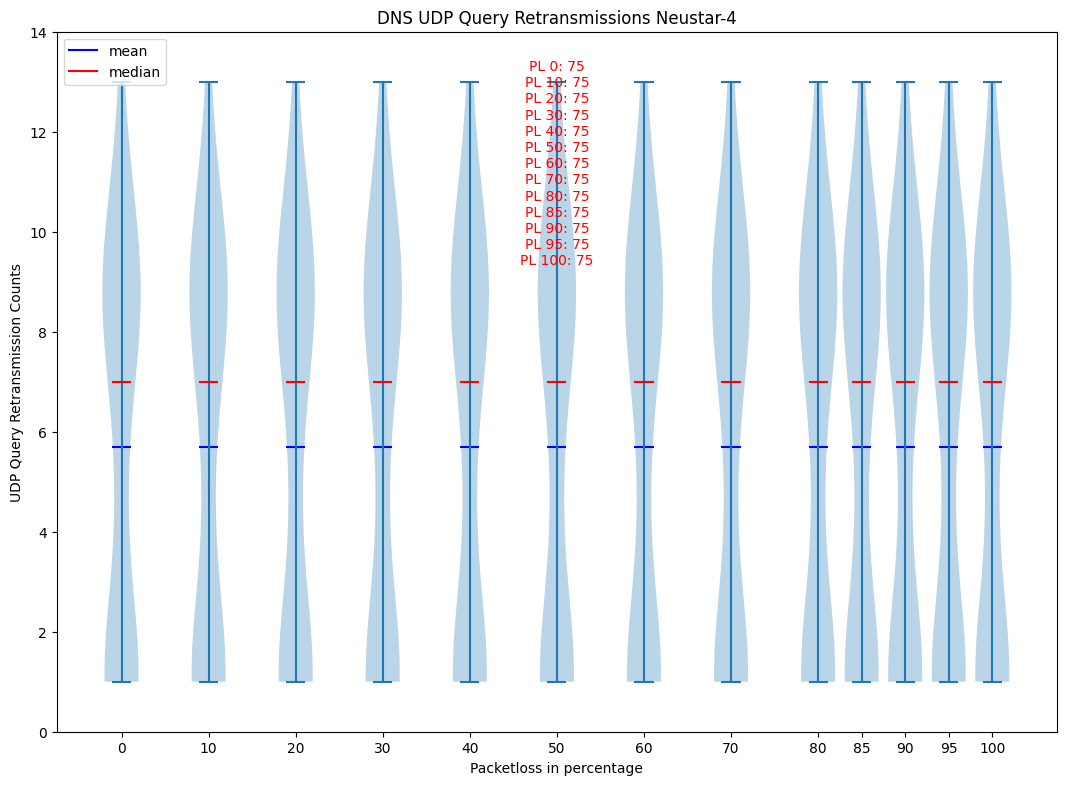 DNS UDP Query Retransmissions Neustar-4
mean
median
PL 0: 75
PL 10: 75
PL 20: 75
PL 30: 75
PL 40: 75
PL 50: 75
PL 60: 75
PL 70: 75
PL 80: 75
PL 85: 75
PL 90: 75
PL 95: 75
PL 100: 75
14
12
10
8
6
4
2
0
UDP Query Retransmission Counts
0 10 20 30 40 50 60 70 80 85 90 95 100
Packetloss in percentage